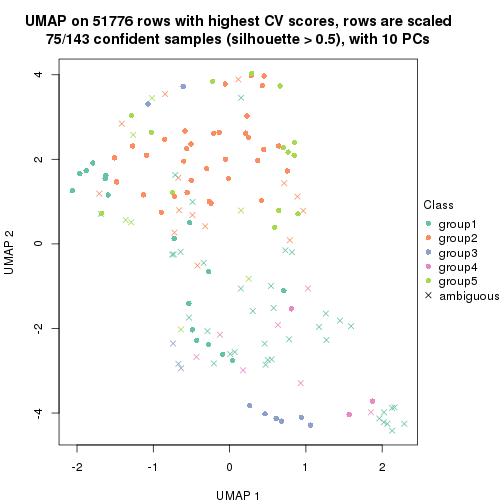 UMAP on 51776 rows with highest CV scores, rows are scaled
75/143 confident samples (silhouette > 0.5), with 10 PCs
UMAP 2
4
2
0
-2
-4
-2
-1
0
1
2
UMAP 1
Class
group1
group2
group3
group4
group5
ambiguous